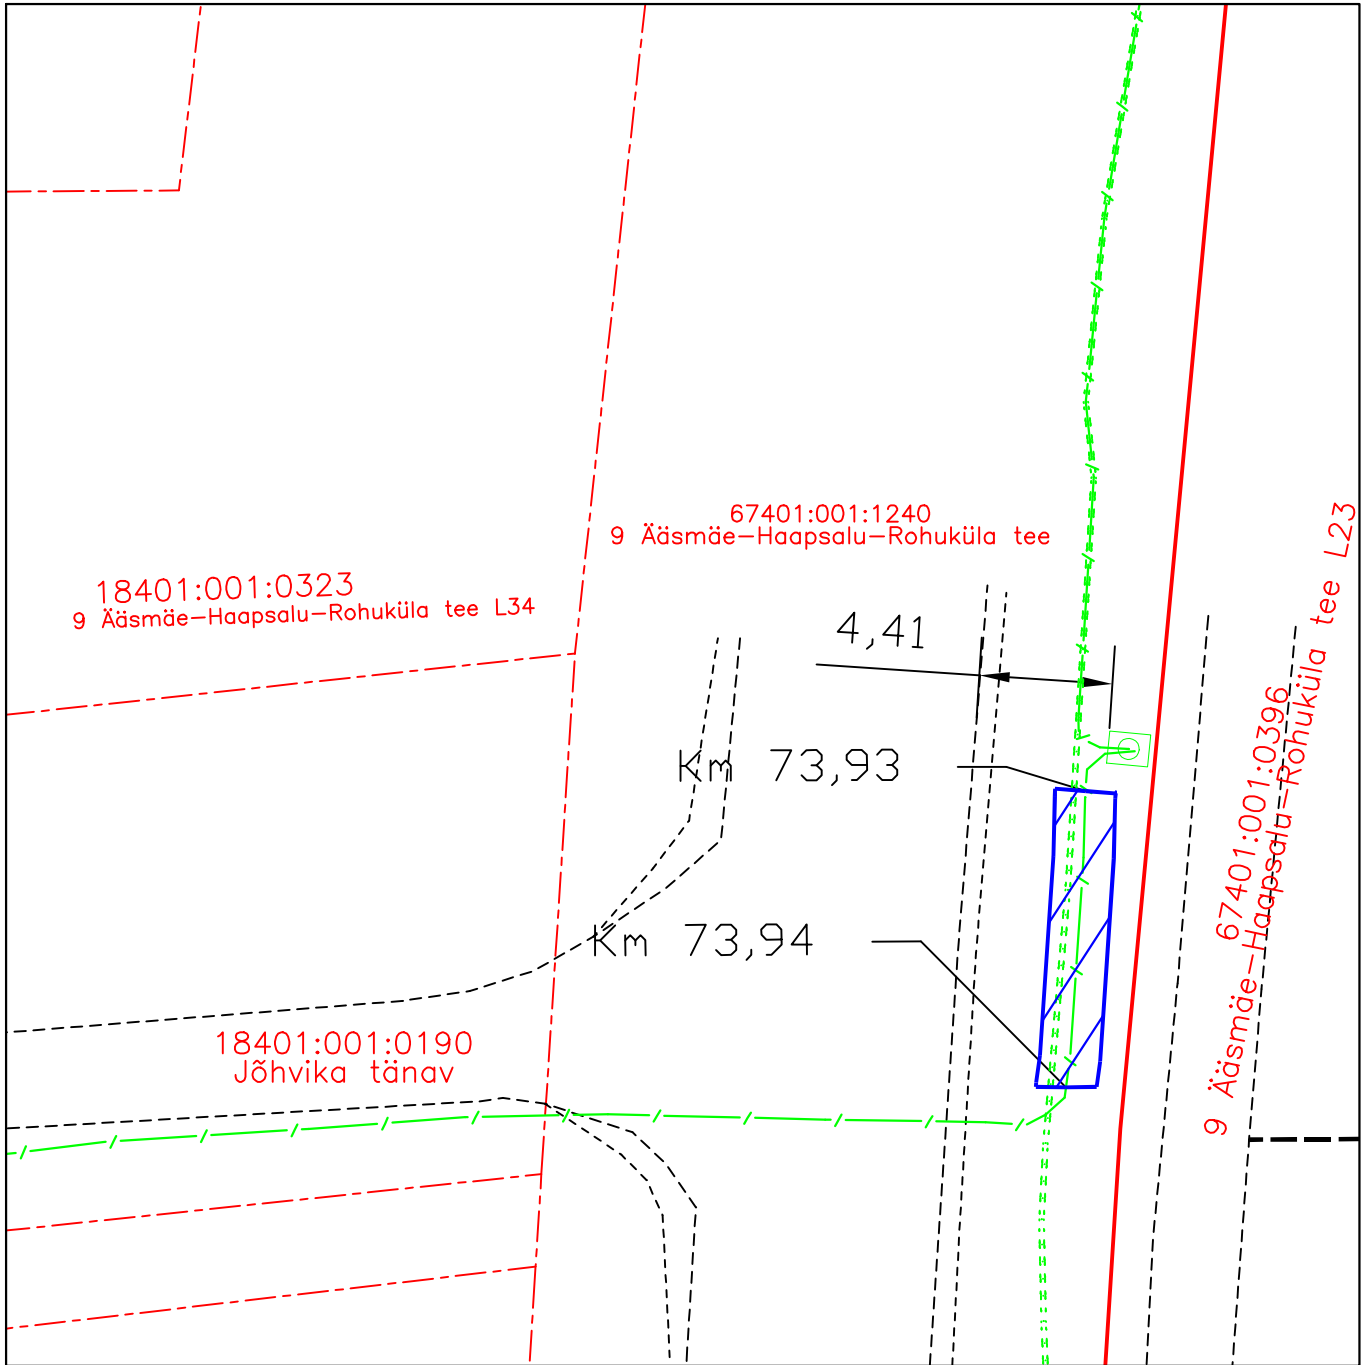 67401:001:1240
9 Ääsmäe-Haapsalu-Rohuküla tee
18401:001:0323
9 Ääsmäe-Haapsalu-Rohuküla tee L34
4,41
Km 73,93
67401:001:0396
9 Ääsmäe-Haapsalu-Rohuküla tee L23
Km 73,94
18401:001:0190
Jõhvika tänav